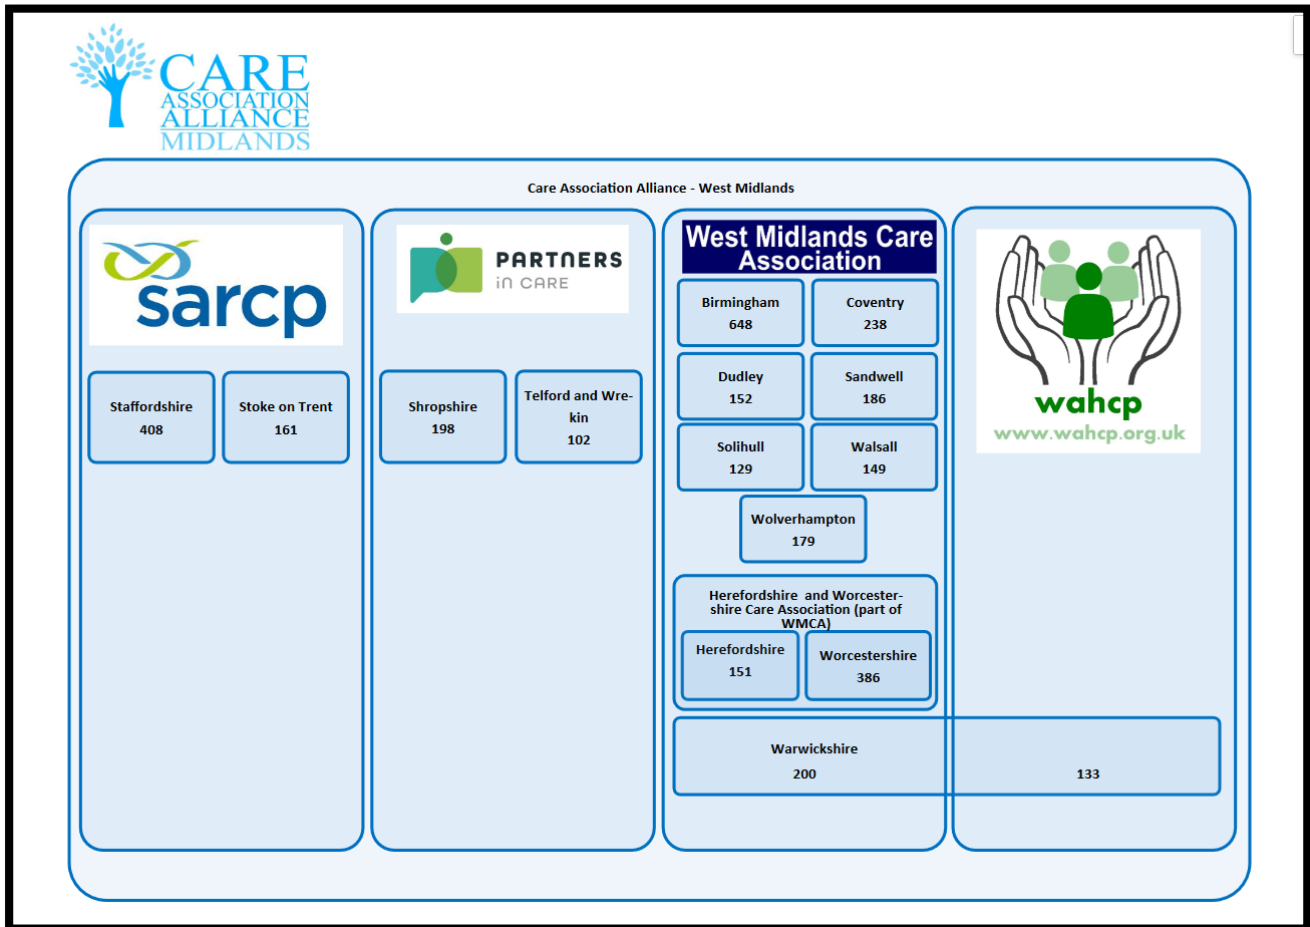 CARE
ASSOCIATION
ALLIANCE
MIDLANDS
Care Association Alliance - West Midlands
sarcp
Staffordshire
408
Stoke on Trent
161
PARTNERS
in CARE
Shropshire
198
Telford and Wre-
kin
102
West Midlands Care
Association
Birmingham
648
Coventry
238
Dudley
152
Sandwell
186
Solihull
129
Walsall
149
Wolverhampton
179
Herefordshire and Worcester-
shire Care Association (part of
WMCA)
Herefordshire
151
Worcestershire
386
wahcp
www.wahcp.org.uk
Warwickshire
200
133